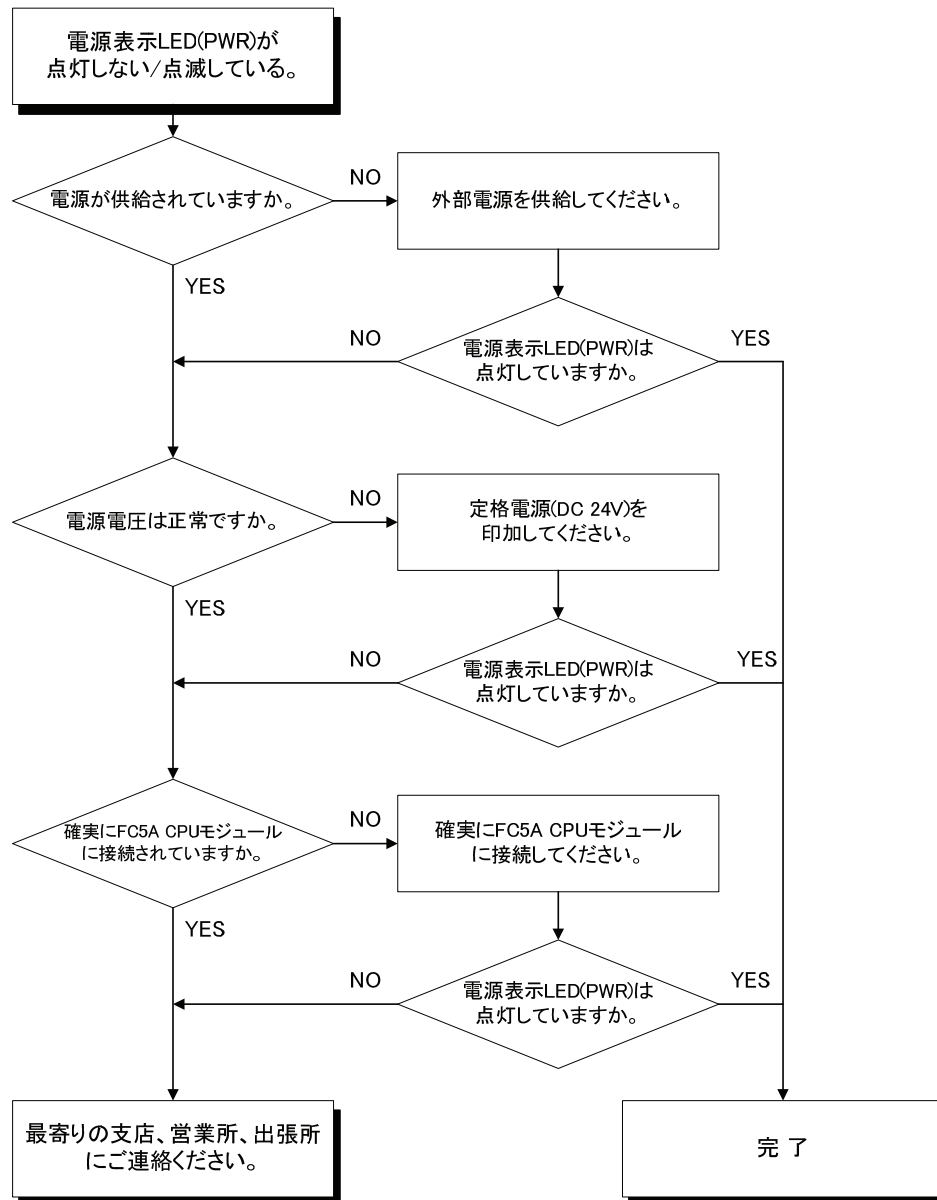 電源表示LED(PWR)が
点灯しない/点滅している。
電源が供給されていますか。
NO
外部電源を供給してください。
YES
NO
電源表示LED(PWR)は
点灯していますか。
YES
電源電圧は正常ですか。
NO
定格電源(DC 24V)を
印加してください。
YES
NO
電源表示LED(PWR)は
点灯していますか。
YES
確実にFC5A CPUモジュール
に接続されていますか。
NO
確実にFC5A CPUモジュール
に接続してください。
YES
NO
電源表示LED(PWR)は
点灯していますか。
YES
最寄りの支店、営業所、出張所
にご連絡ください。
完 了